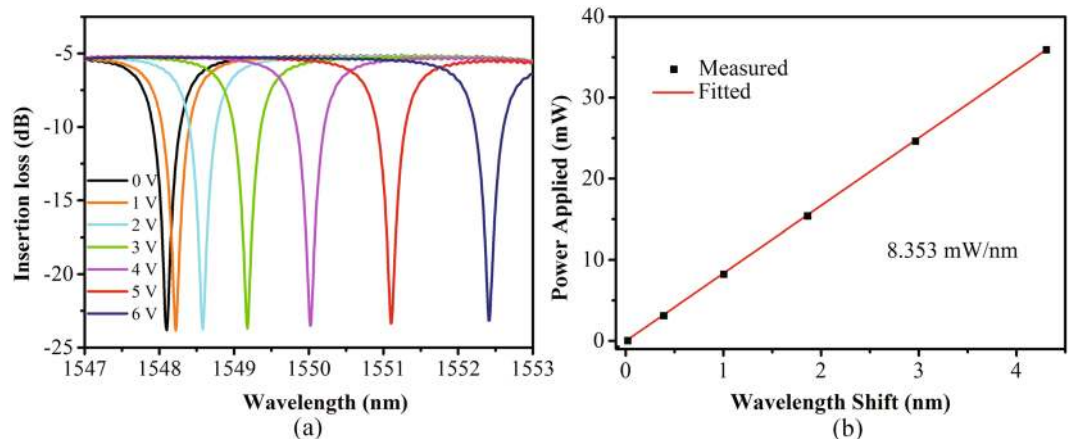 -5
-10
-15
-20
-25
Insertion loss (dB)
0 V
1 V
2 V
3 V
4 V
5 V
6 V
1547 1548 1549 1550 1551 1552 1553
Wavelength (nm)
(a)
40
30
20
10
0
Power Applied (mW)
Measured
Fitted
8.353 mW/nm
0 1 2 3 4
Wavelength Shift (nm)
(b)